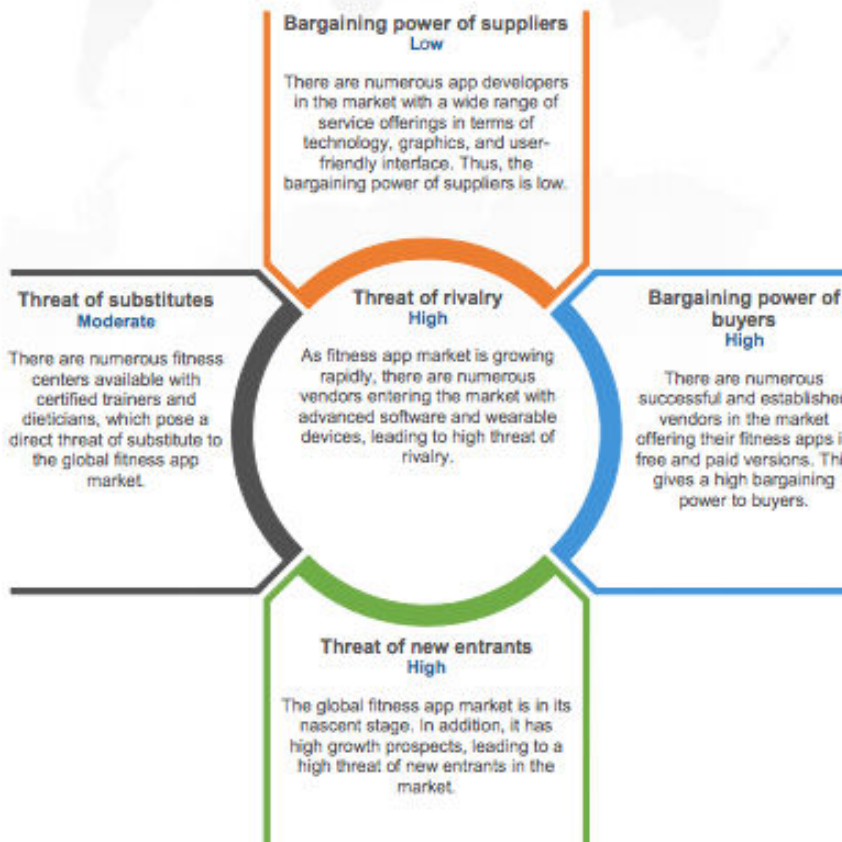 Bargaining power of suppliers
Low
There are numerous app developers
in the market with a wide range of
service offerings in terms of
technology, graphics, and user-
friendly interface. Thus, the
bargaining power of suppliers is low.
Threat of substitutes
Moderate
There are numerous fitness
centers available with
certified trainers and
dieticians, which pose a
direct threat of substitute to
the global fitness app
market.
Threat of rivalry
High
As fitness app market is growing
rapidly, there are numerous
vendors entering the market with
advanced software and wearable
devices, leading to high threat of
rivalry.
Bargaining power of
buyers
High
There are numerous
successful and established
vendors in the market
offering their fitness apps i
free and paid versions. Thi
gives a high bargaining
power to buyers.
Threat of new entrants
High
The global fitness app market is in its
nascent stage. In addition, it has
high growth prospects, leading to a
high threat of new entrants in the
market.